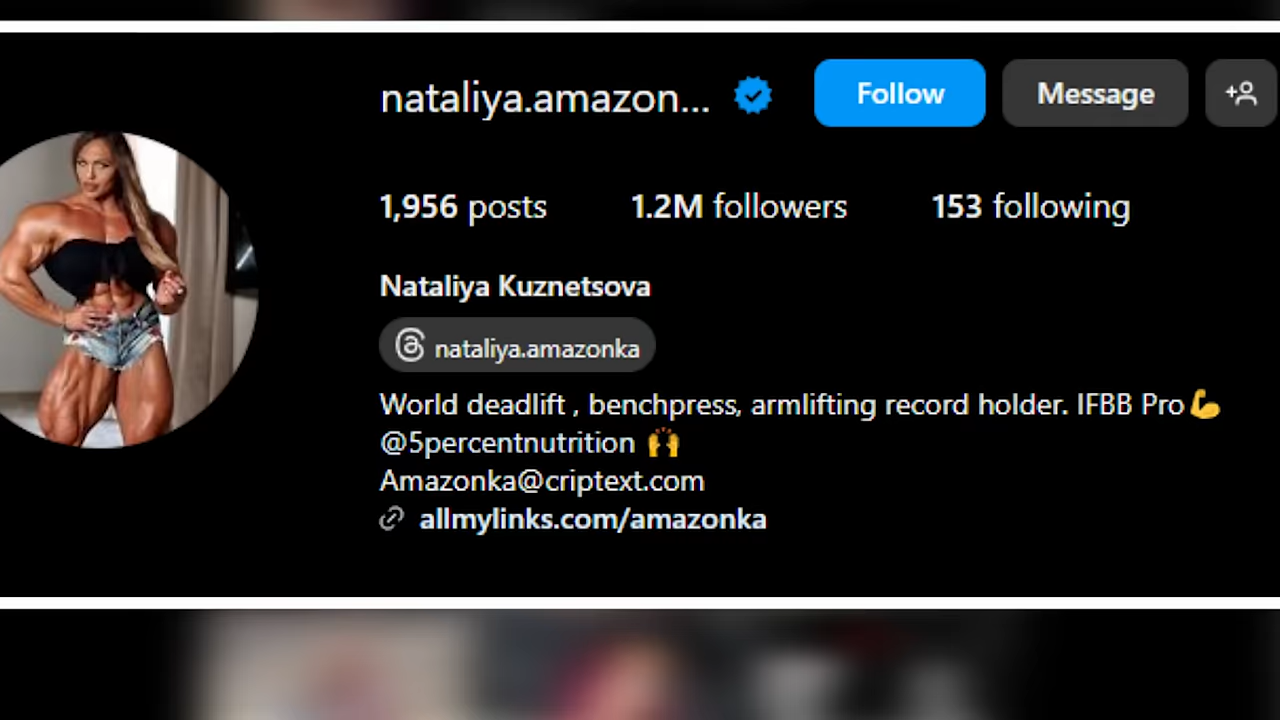 nataliya.amazon... Follow Message
1,956 posts 1.2M followers 153 following
Nataliya Kuznetsova
nataliya.amazonka
World deadlift , benchpress, armlifting record holder. IFBB Pro💪
@5percentnutrition 🙌
Amazonka@criptext.com
allmylinks.com/amazonka